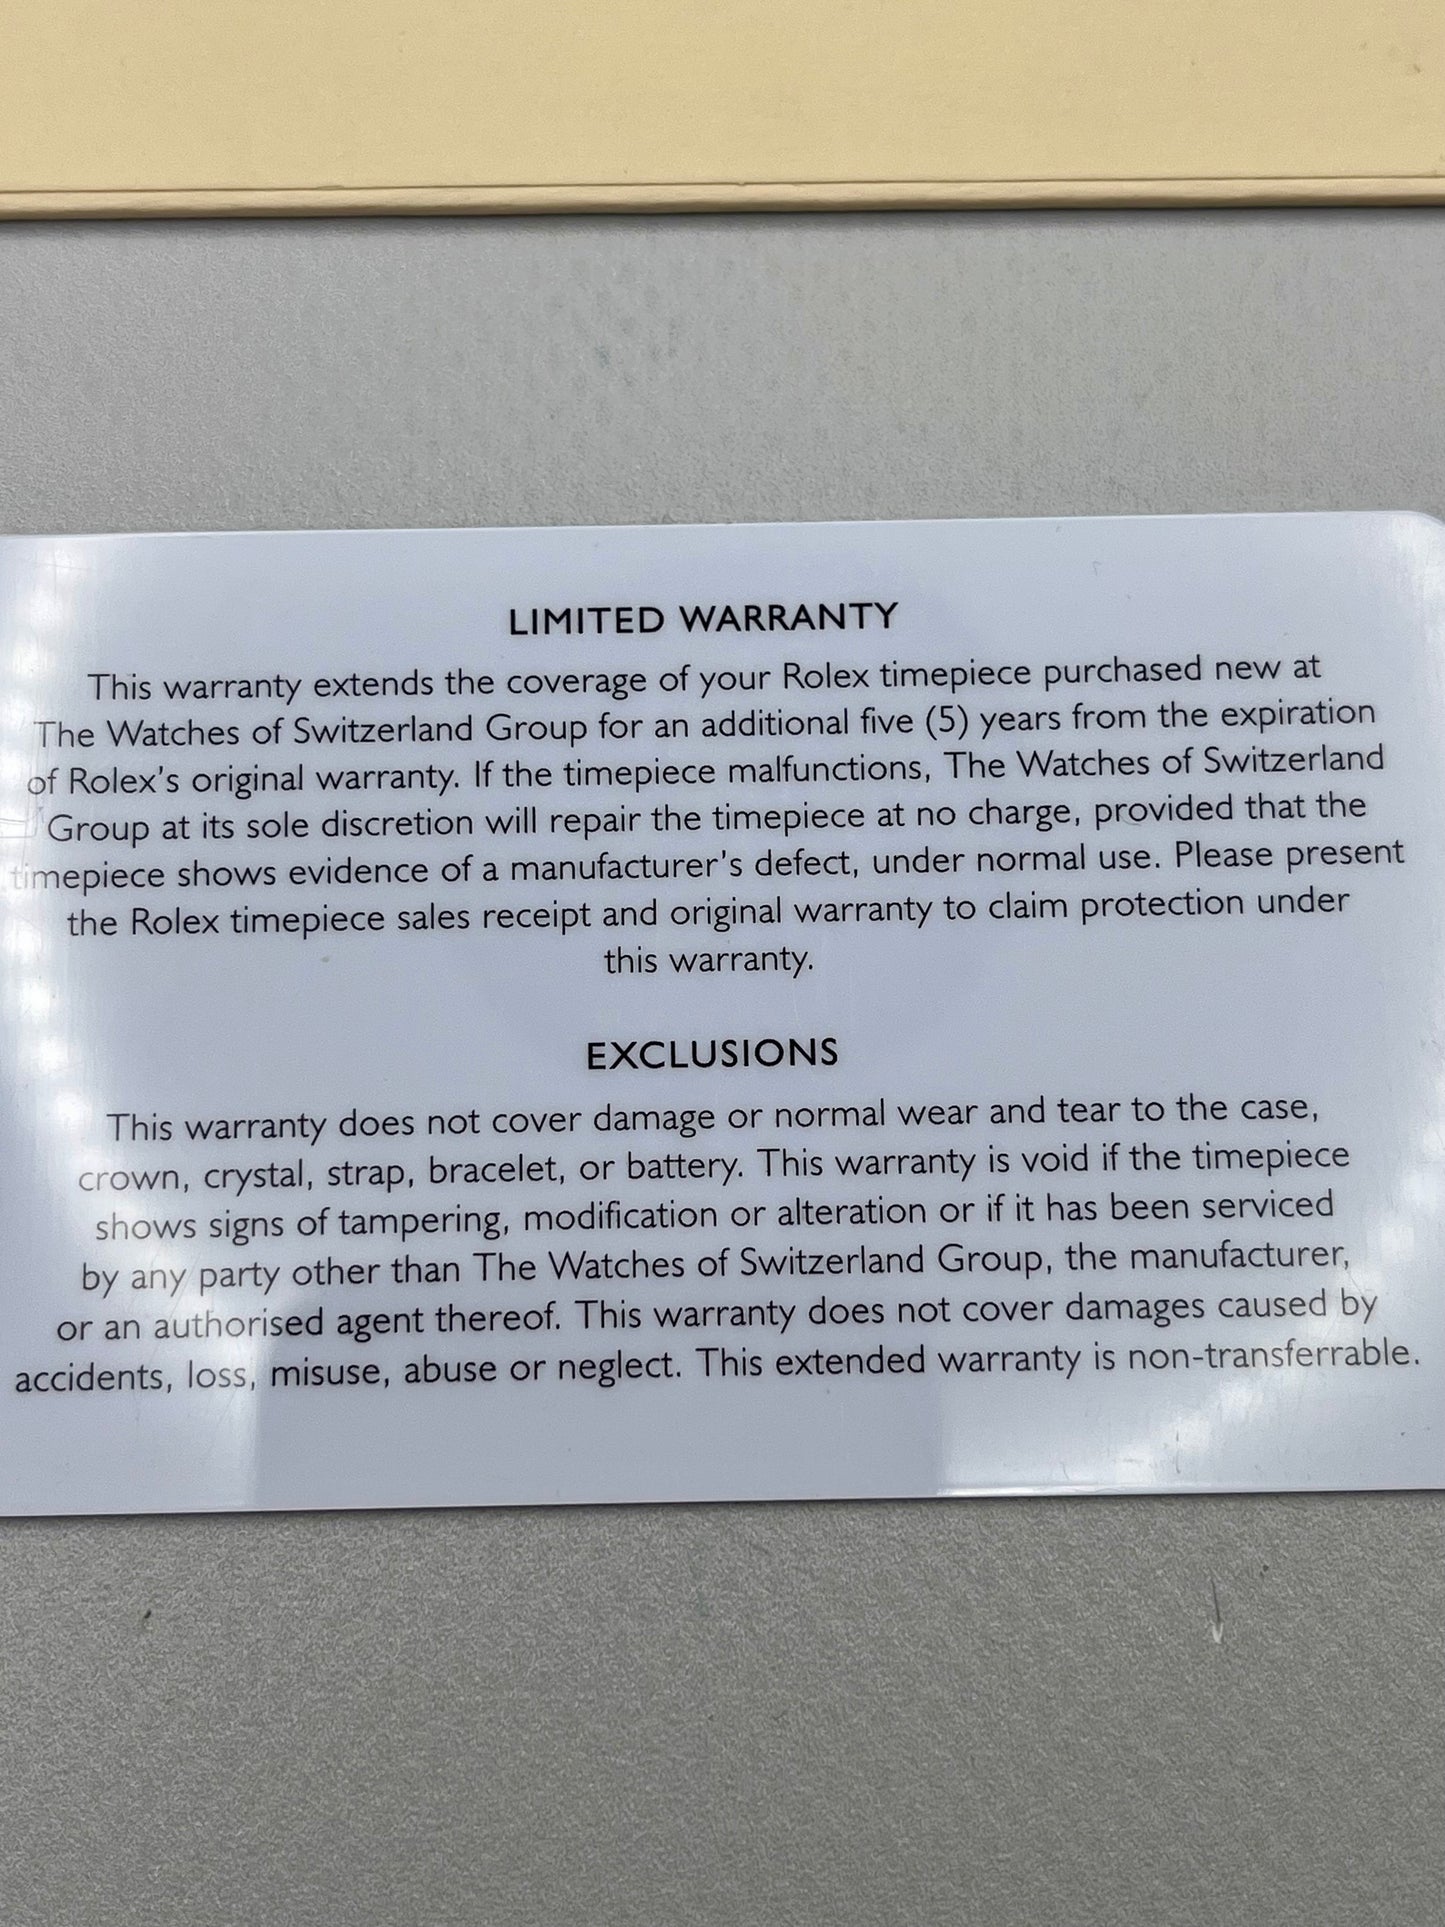 LIMITED WARRANTY
This warranty extends the coverage of your Rolex timepiece purchased new at
The Watches of Switzerland Group for an additional five (5) years from the expiration
of Rolex's original warranty. If the timepiece malfunctions, The Watches of Switzerland
Group at its sole discretion will repair the timepiece at no charge, provided that the
timepiece shows evidence of a manufacturer's defect, under normal use. Please present
the Rolex timepiece sales receipt and original warranty to claim protection under
this warranty.
EXCLUSIONS
This warranty does not cover damage or normal wear and tear to the case,
crown, crystal, strap, bracelet, or battery. This warranty is void if the timepiece
shows signs of tampering, modification or alteration or if it has been serviced
by any party other than The Watches of Switzerland Group, the manufacturer,
or an authorised agent thereof. This warranty does not cover damages caused by
accidents, loss, misuse, abuse or neglect. This extended warranty is non-transferrable.